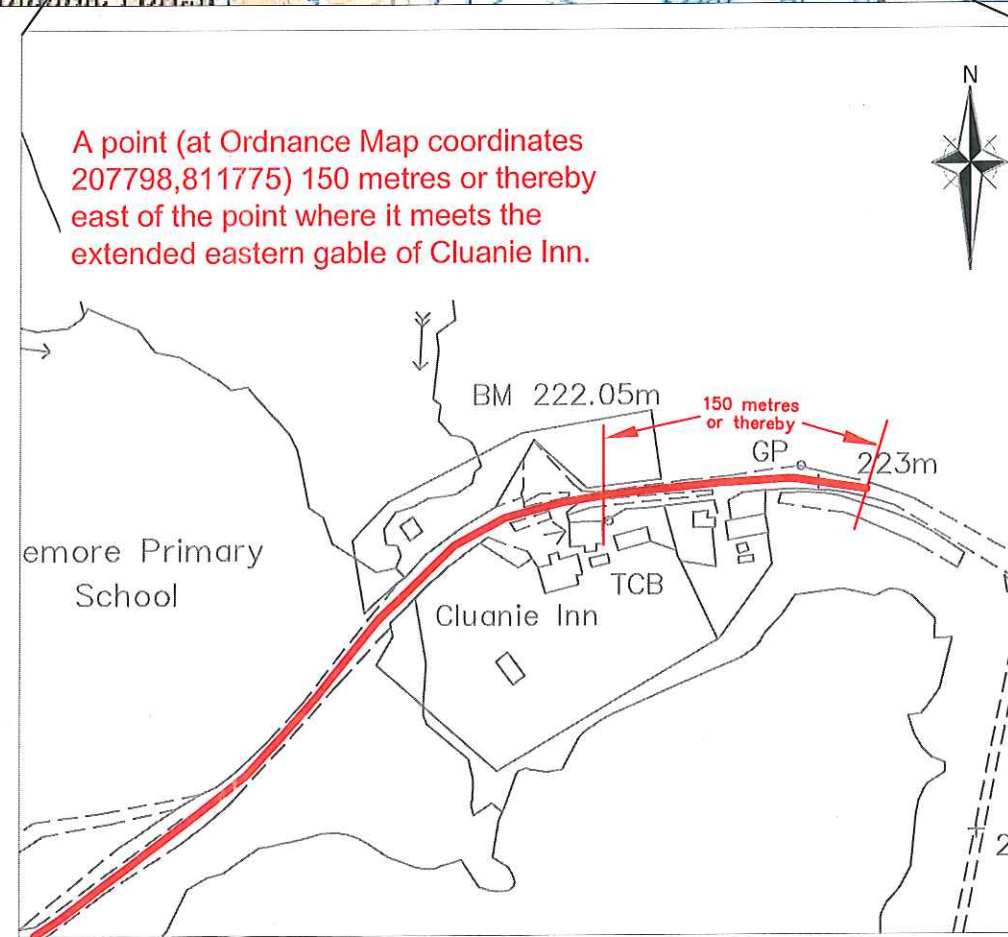 N
A point (at Ordnance Map coordinates
207798,811775) 150 metres or thereby
east of the point where it meets the
extended eastern gable of Cluanie Inn.
BM 222.05m
150 metres
or thereby
GP
223m
emore Primary
School
TCB
Cluanie Inn
2